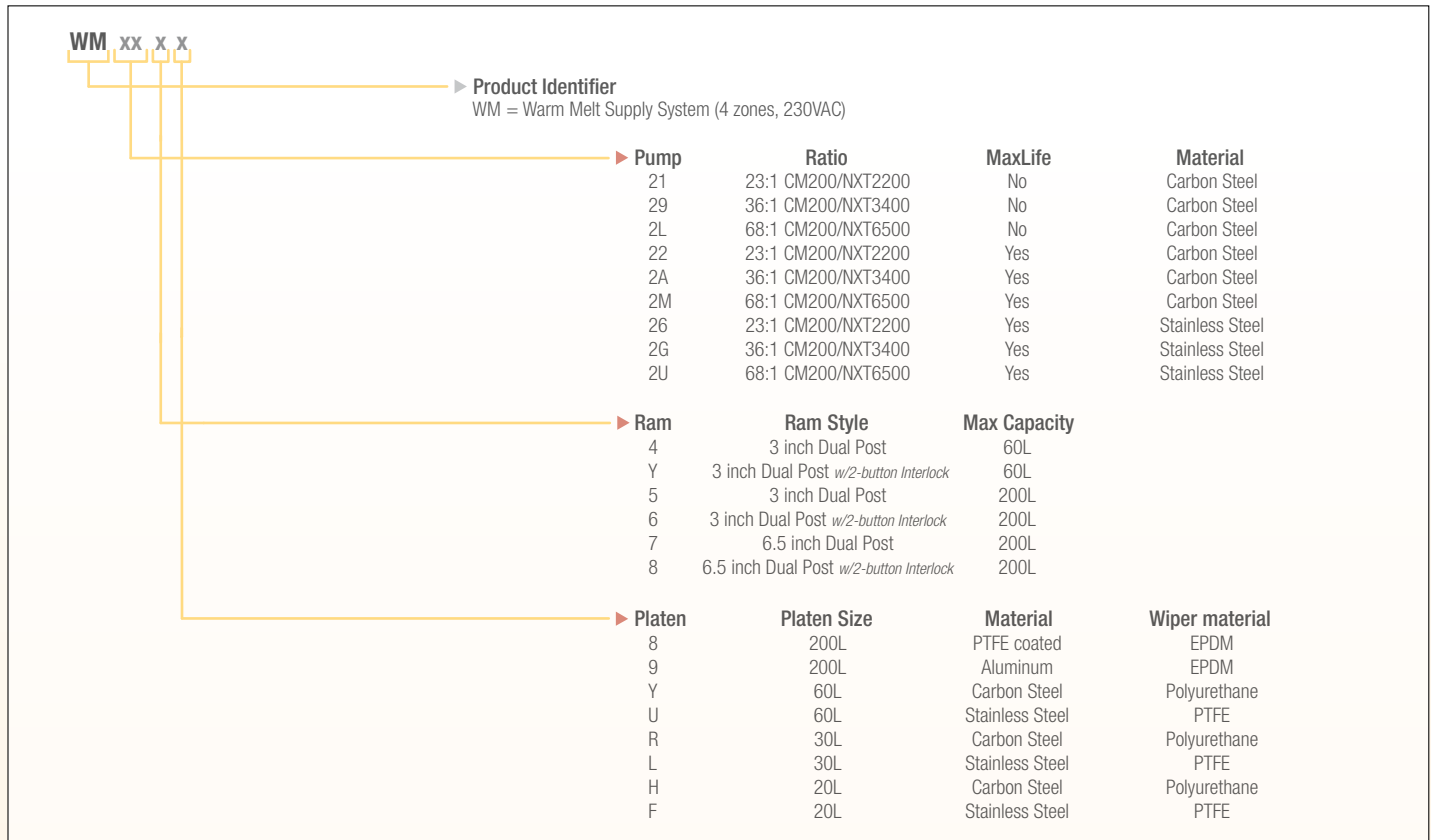 WM xx x x
Product Identifier
WM = Warm Melt Supply System (4 zones, 230VAC)
Pump Ratio MaxLife Material
21 23:1 CM200/NXT2200 No Carbon Steel
29 36:1 CM200/NXT3400 No Carbon Steel
2L 68:1 CM200/NXT6500 No Carbon Steel
22 23:1 CM200/NXT2200 Yes Carbon Steel
2A 36:1 CM200/NXT3400 Yes Carbon Steel
2M 68:1 CM200/NXT6500 Yes Carbon Steel
26 23:1 CM200/NXT2200 Yes Stainless Steel
2G 36:1 CM200/NXT3400 Yes Stainless Steel
2U 68:1 CM200/NXT6500 Yes Stainless Steel
Ram Ram Style Max Capacity
4 3 inch Dual Post 60L
Y 3 inch Dual Post w/2-button Interlock 60L
5 3 inch Dual Post 200L
6 3 inch Dual Post w/2-button Interlock 200L
7 6.5 inch Dual Post 200L
8 6.5 inch Dual Post w/2-button Interlock 200L
Platen Platen Size Material Wiper material
8 200L PTFE coated EPDM
9 200L Aluminum EPDM
Y 60L Carbon Steel Polyurethane
U 60L Stainless Steel PTFE
R 30L Carbon Steel Polyurethane
L 30L Stainless Steel PTFE
H 20L Carbon Steel Polyurethane
F 20L Stainless Steel PTFE